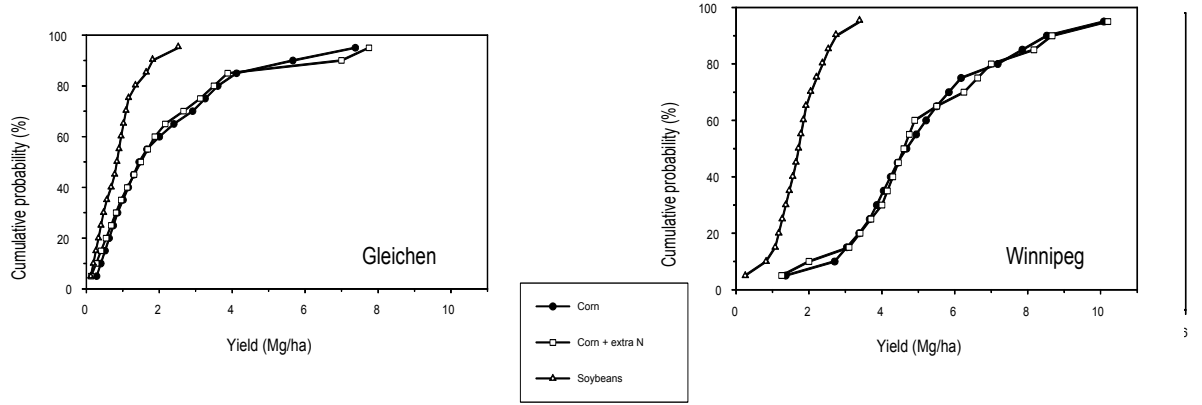 Cumulative probability (%)
100
80
60
40
20
0
Gleichen
0 2 4 6 8 10
Yield (Mg/ha)
Corn
Corn + extra N
Soybeans
Cumulative probability (%)
100
80
60
40
20
0
Winnipeg
0 2 4 6 8 10
Yield (Mg/ha)